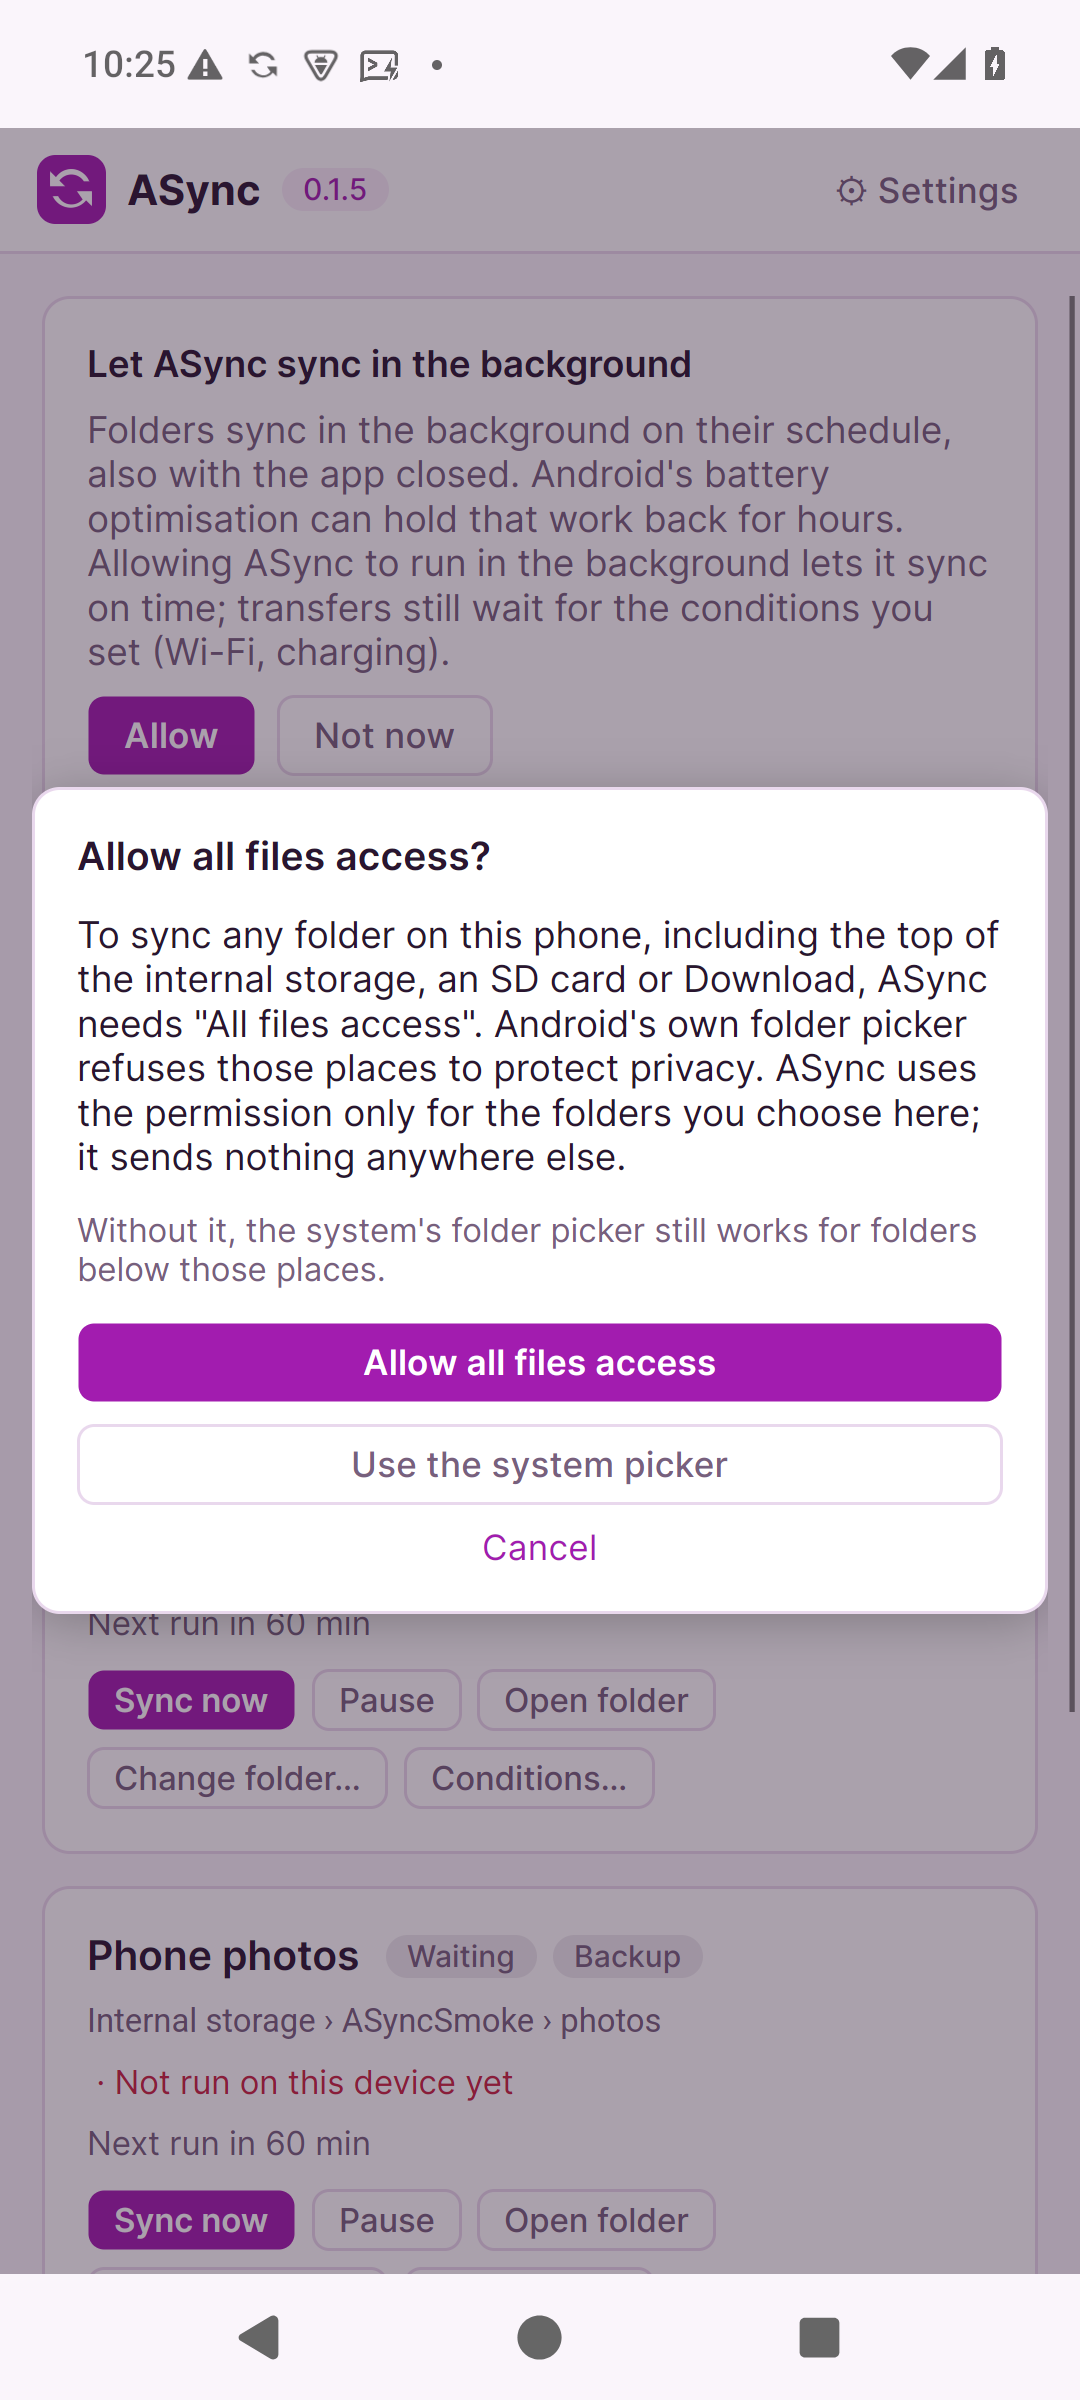 10:25
ASync 0.1.5 Settings
Let ASync sync in the background
Folders sync in the background on their schedule,
also with the app closed. Android's battery
optimisation can hold that work back for hours.
Allowing ASync to run in the background lets it sync
on time; transfers still wait for the conditions you
set (Wi-Fi, charging).
Allow Not now
Allow all files access?
To sync any folder on this phone, including the top of
the internal storage, an SD card or Download, ASync
needs "All files access". Android's own folder picker
refuses those places to protect privacy. ASync uses
the permission only for the folders you choose here;
it sends nothing anywhere else.
Without it, the system's folder picker still works for folders
below those places.
Allow all files access
Use the system picker
Cancel
Next run in 60 min
Sync now Pause Open folder
Change folder... Conditions...
Phone photos Waiting Backup
Internal storage › ASyncSmoke › photos
· Not run on this device yet
Next run in 60 min
Sync now Pause Open folder